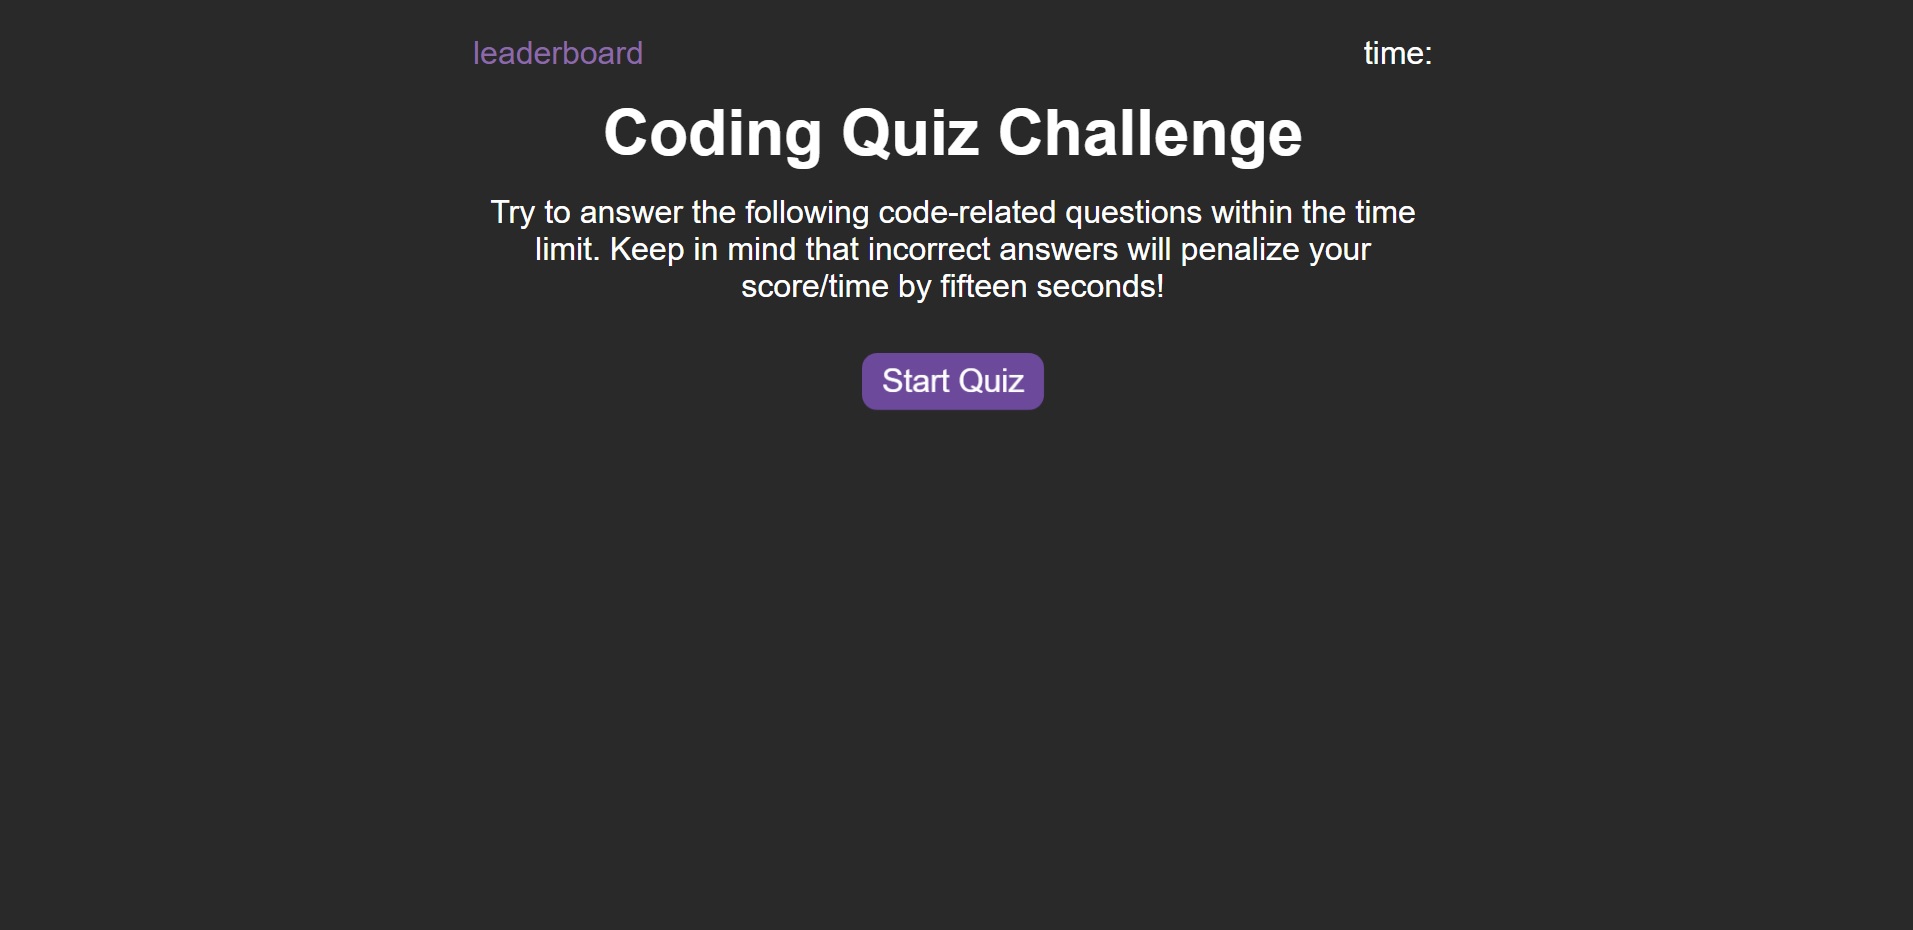 leaderboard
time:
Coding Quiz Challenge
Try to answer the following code-related questions within the time
limit. Keep in mind that incorrect answers will penalize your
score/time by fifteen seconds!
Start Quiz